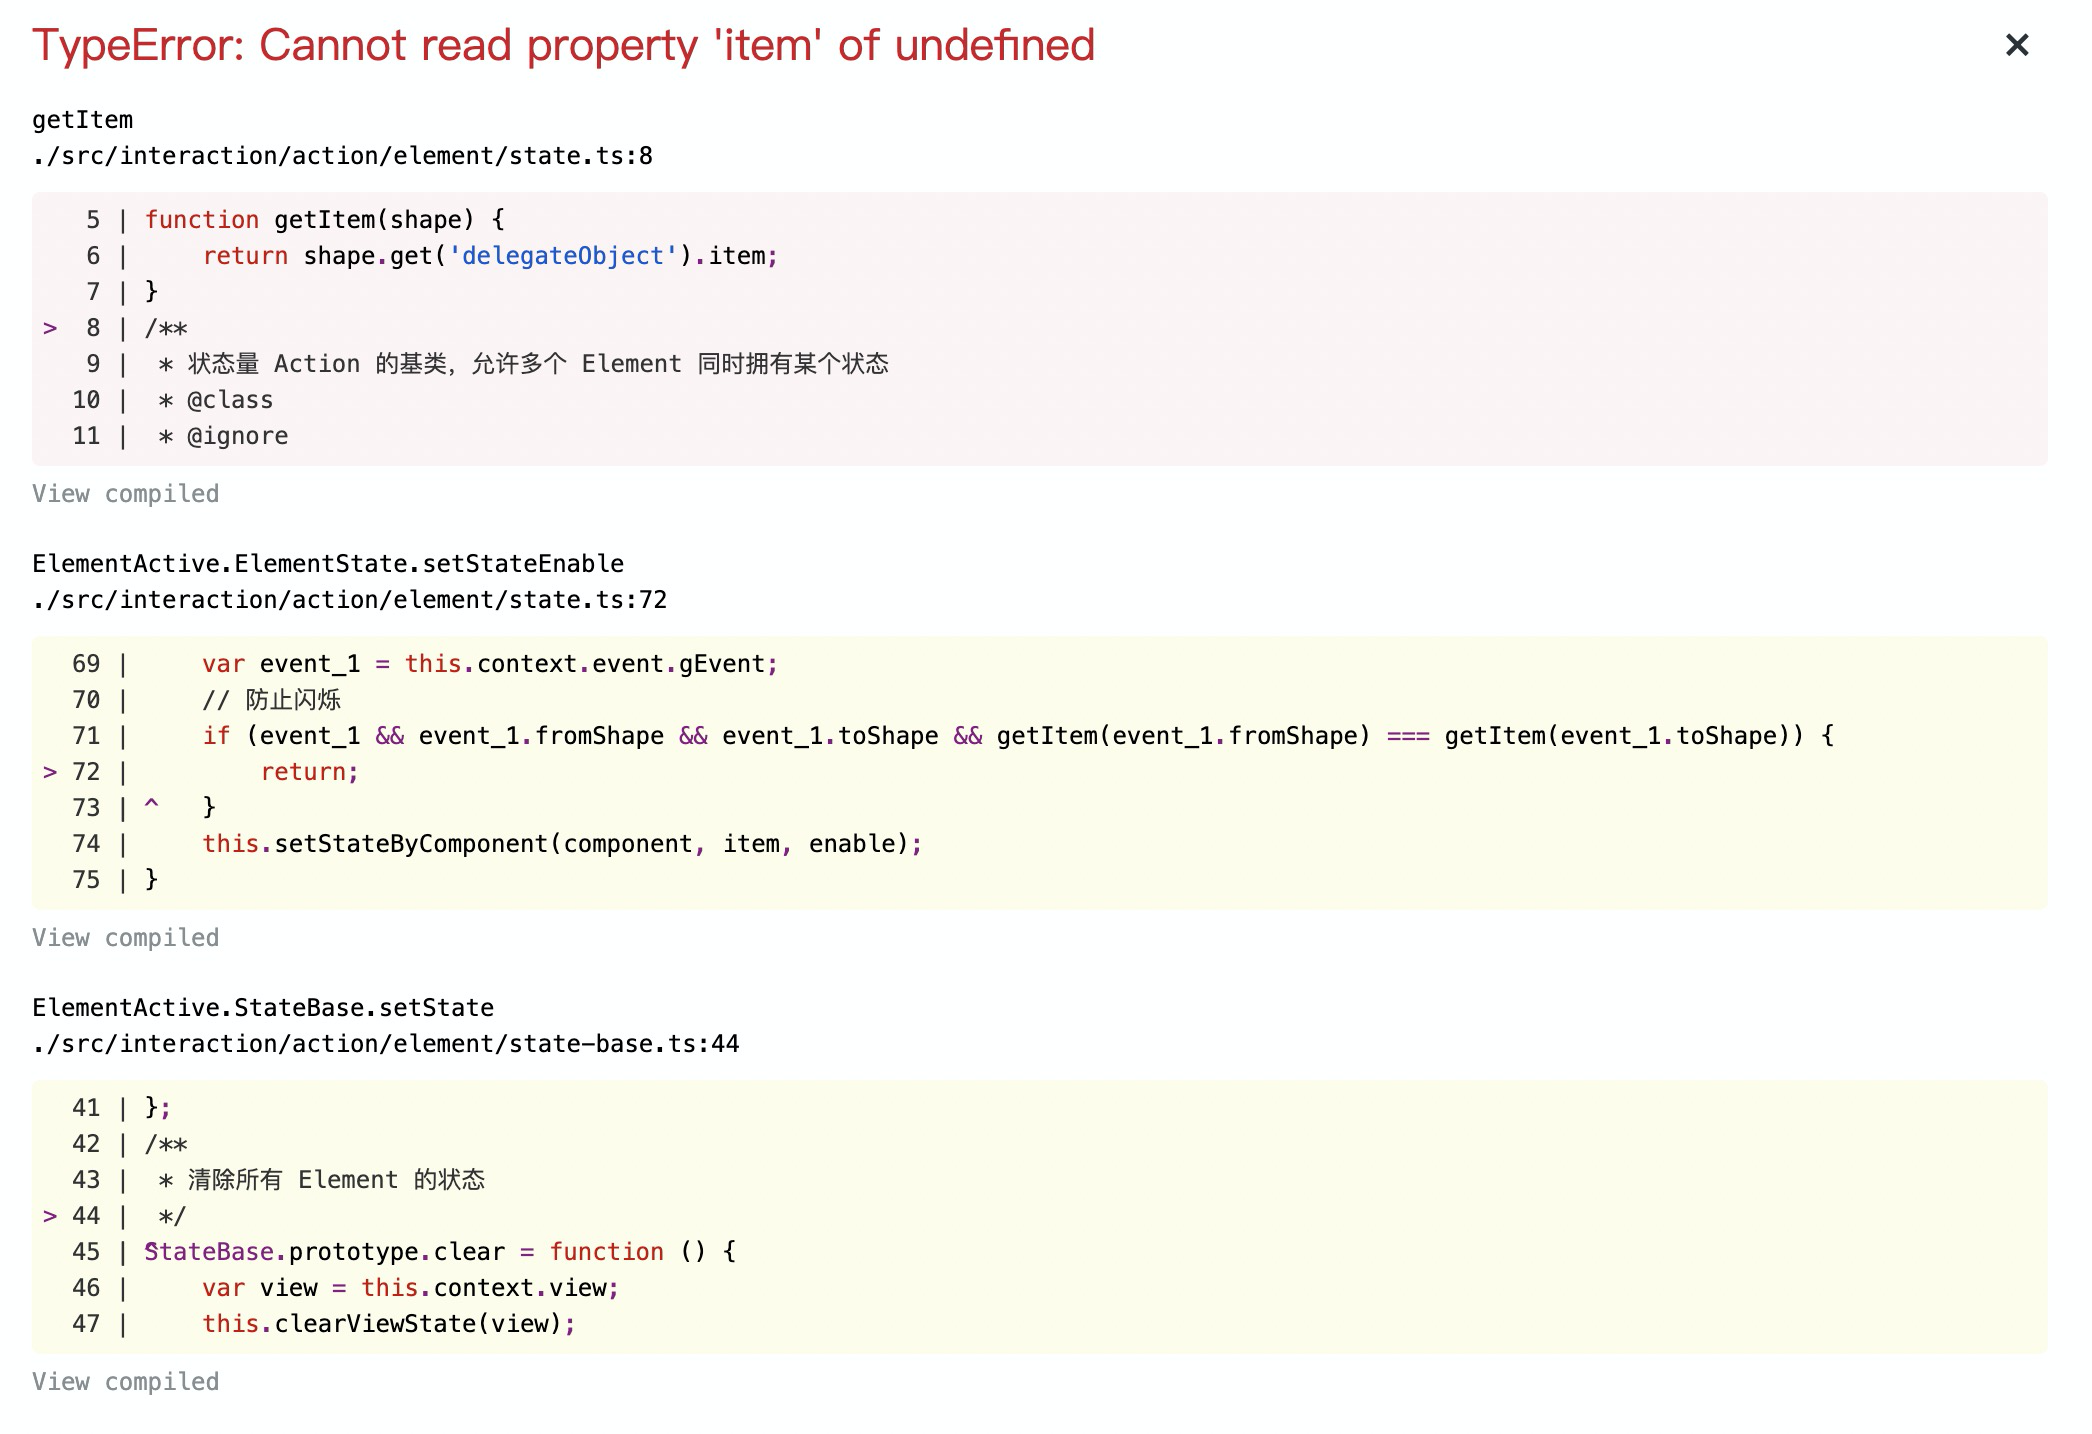 TypeError: Cannot read property 'item' of undefined
×
getItem
./src/interaction/action/element/state.ts:8
5 | function getItem(shape) {
6 |     return shape.get('delegateObject').item;
7 | }
> 8 | /**
9 |  * 状态量 Action 的基类，允许多个 Element 同时拥有某个状态
10 |  * @class
11 |  * @ignore
View compiled
ElementActive.ElementState.setStateEnable
./src/interaction/action/element/state.ts:72
69 |     var event_1 = this.context.event.gEvent;
70 |     // 防止闪烁
71 |     if (event_1 && event_1.fromShape && event_1.toShape && getItem(event_1.fromShape) === getItem(event_1.toShape)) {
> 72 |         return;
73 | ^   }
74 |     this.setStateByComponent(component, item, enable);
75 | }
View compiled
ElementActive.StateBase.setState
./src/interaction/action/element/state-base.ts:44
41 | };
42 | /**
43 |  * 清除所有 Element 的状态
> 44 |  */
45 | StateBase.prototype.clear = function () {
46 |     var view = this.context.view;
47 |     this.clearViewState(view);
View compiled